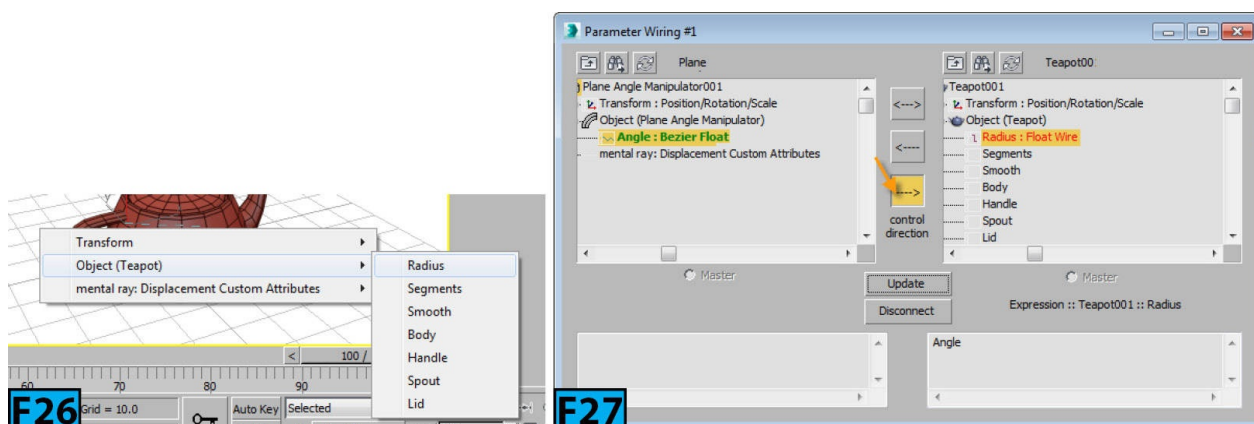 Transform
Object (Teapot)
mental ray: Displacement Custom Attributes
Radius
Segments
Smooth
Body
Handle
Spout
Lid
100 /
60 70 80 90
Grid = 10.0
Auto Key
Selected
F26
Parameter Wiring #1
Plane
Teapot00
Plane Angle Manipulator001
Transform : Position/Rotation/Scale
Object (Plane Angle Manipulator)
Angle : Bezier Float
mental ray: Displacement Custom Attributes
<--->
<----
---->
control
direction
Teapot001
Transform : Position/Rotation/Scale
Object (Teapot)
Radius : Float Wire
Segments
Smooth
Body
Handle
Spout
Lid
Master
Update
Disconnect
Master
Expression :: Teapot001 :: Radius
Angle
F27